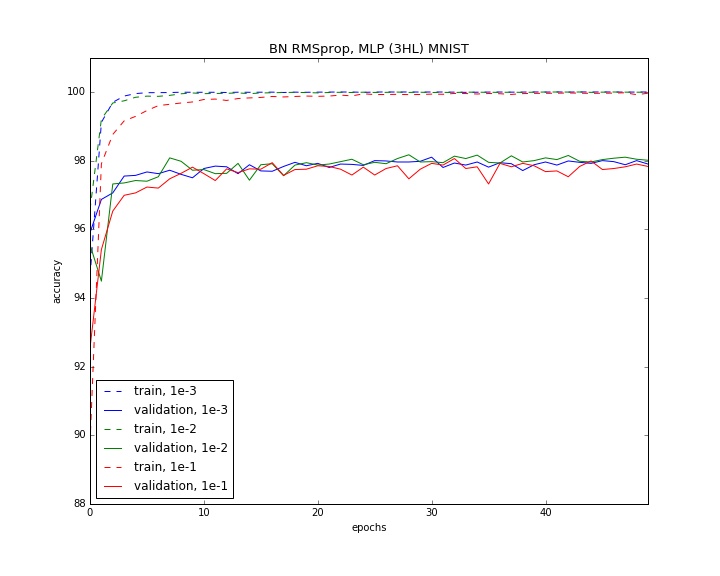 BN RMSprop, MLP (3HL) MNIST
100
98
96
94
92
90
88
accuracy
train, 1e-3
validation, 1e-3
train, 1e-2
validation, 1e-2
train, 1e-1
validation, 1e-1
0 10 20 30 40
epochs